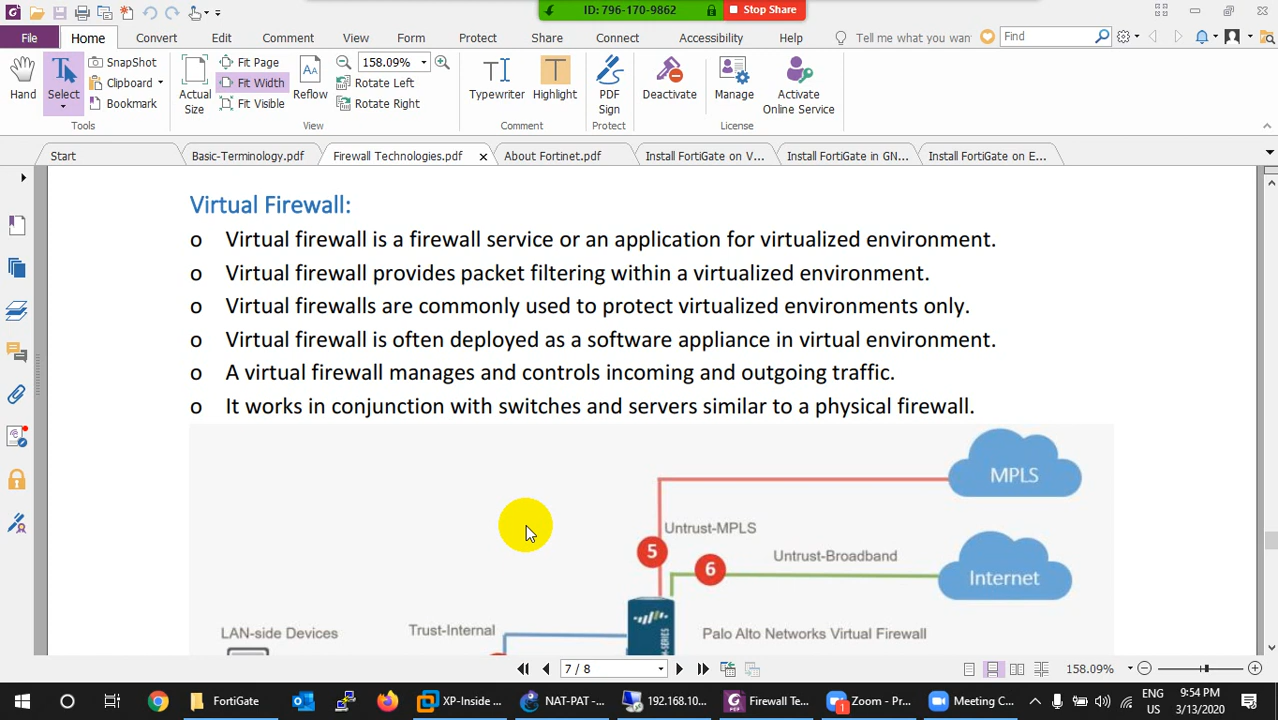 ID: 796-170-9862 Stop Share
File Home Convert Edit Comment View Form Protect Share Connect Accessibility Help Tell me what you want Find
Hand
Select
SnapShot
Clipboard
Bookmark
Tools
Actual Size
Fit Page
Fit Width
Fit Visible
Reflow
158.09%
Rotate Left
Rotate Right
View
Typewriter
Highlight
Comment
PDF Sign
Protect
Deactivate
Manage
Activate Online Service
License
Start Basic-Terminology.pdf Firewall Technologies.pdf About Fortinet.pdf Install FortiGate on V... Install FortiGate in GN... Install FortiGate on E...
Virtual Firewall:
o Virtual firewall is a firewall service or an application for virtualized environment.
o Virtual firewall provides packet filtering within a virtualized environment.
o Virtual firewalls are commonly used to protect virtualized environments only.
o Virtual firewall is often deployed as a software appliance in virtual environment.
o A virtual firewall manages and controls incoming and outgoing traffic.
o It works in conjunction with switches and servers similar to a physical firewall.
MPLS
Untrust-MPLS
5
6
Untrust-Broadband
Internet
LAN-side Devices
Trust-Internal
Palo Alto Networks Virtual Firewall
7 / 8
158.09%
FortiGate
XP-Inside
NAT-PAT -...
192.168.10...
Firewall Te...
Zoom - Pr...
1
Meeting C...
ENG
US
9:54 PM
3/13/2020